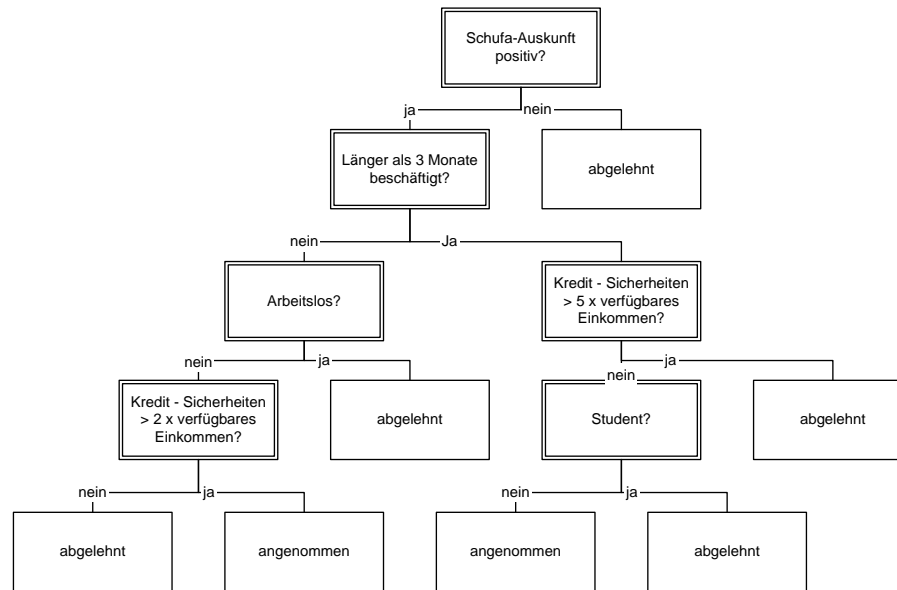 Schufa-Auskunft
positiv?
ja
nein
Länger als 3 Monate
beschäftigt?
abgelehnt
nein
Ja
Arbeitslos?
Kredit - Sicherheiten
> 5 x verfügbares
Einkommen?
nein
ja
nein
ja
Kredit - Sicherheiten
> 2 x verfügbares
Einkommen?
abgelehnt
Student?
abgelehnt
nein
ja
nein
ja
abgelehnt
angenommen
angenommen
abgelehnt